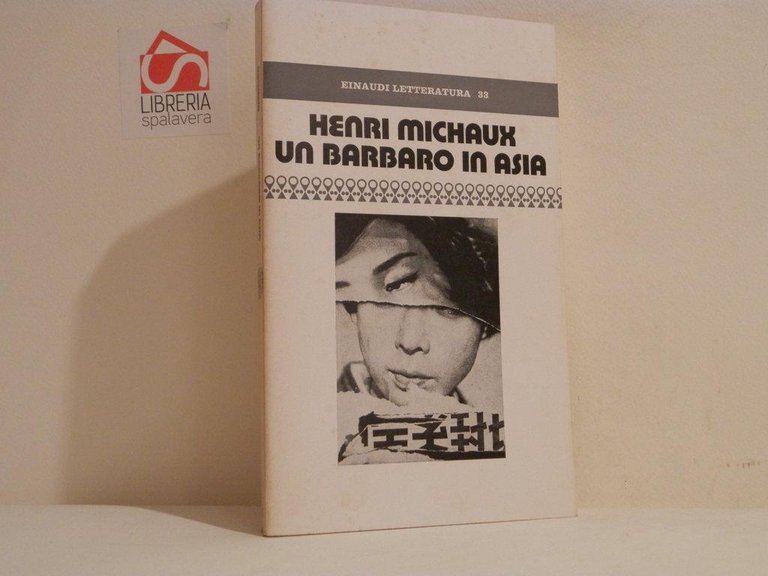 LIBRERIA
spalavera
EINAUDI LETTERATURA 33
HENRI MICHAUX
UN BARBARO IN ASIA